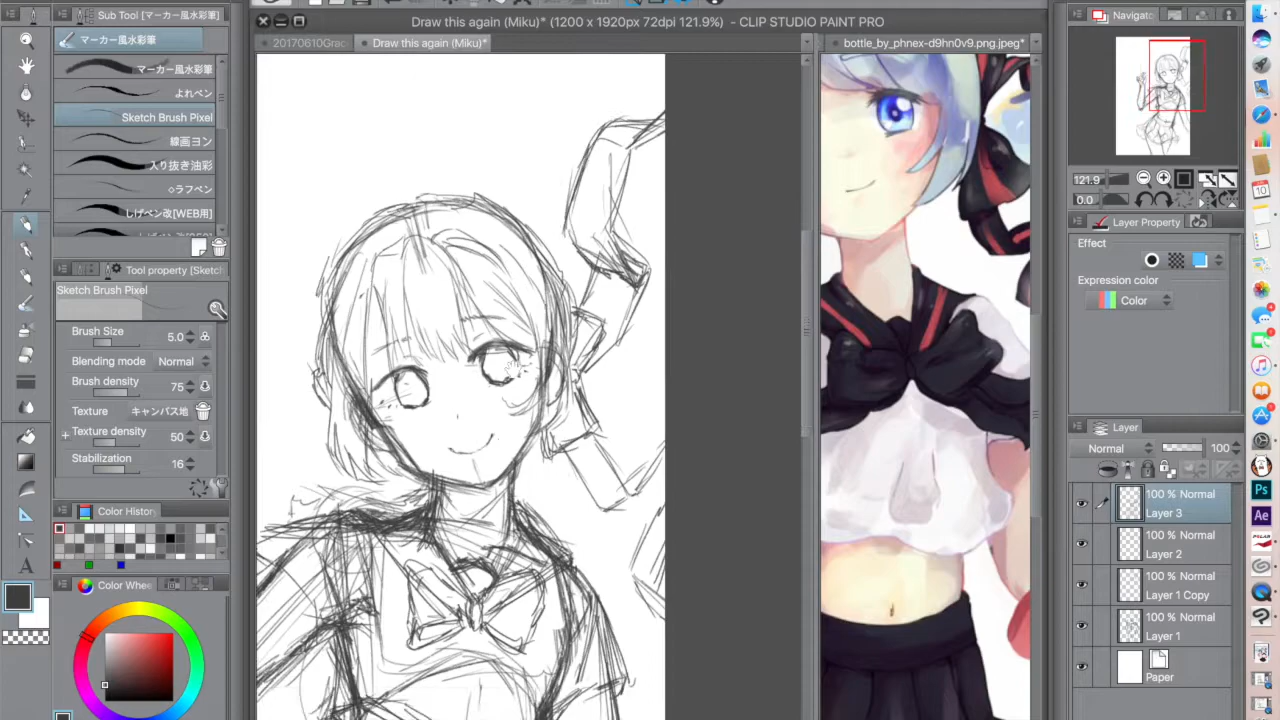 Sub Tool [マーカー風水彩筆]
マーカー風水彩筆
マーカー風水彩筆
よれペン
Sketch Brush Pixel
線画ヨン
入り抜き油彩
◇ラフペン
しげペン改[WEB用]
Tool property (Sketch
Sketch Brush Pixel
Brush Size 5.0
Blending mode Normal
Brush density 75
Texture キャンバス地
Texture density 50
Stabilization 16
Color History
Color Whee
Draw this again (Miku)* (1200 x 1920px 72dpi 121.9%) - CLIP STUDIO PAINT PRO
20170610Grac
Draw this again (Miku)*
bottle_by_phnex-d9hn0v9.png.jpeg*
Navigato
121.9
0.0
Layer Property
Effect
Expression color
Color
Layer
Normal 100
100 % Normal
Layer 3
100 % Normal
Layer 2
100 % Normal
Layer 1 Copy
100 % Normal
Layer 1
Paper
10
Ps
Ae